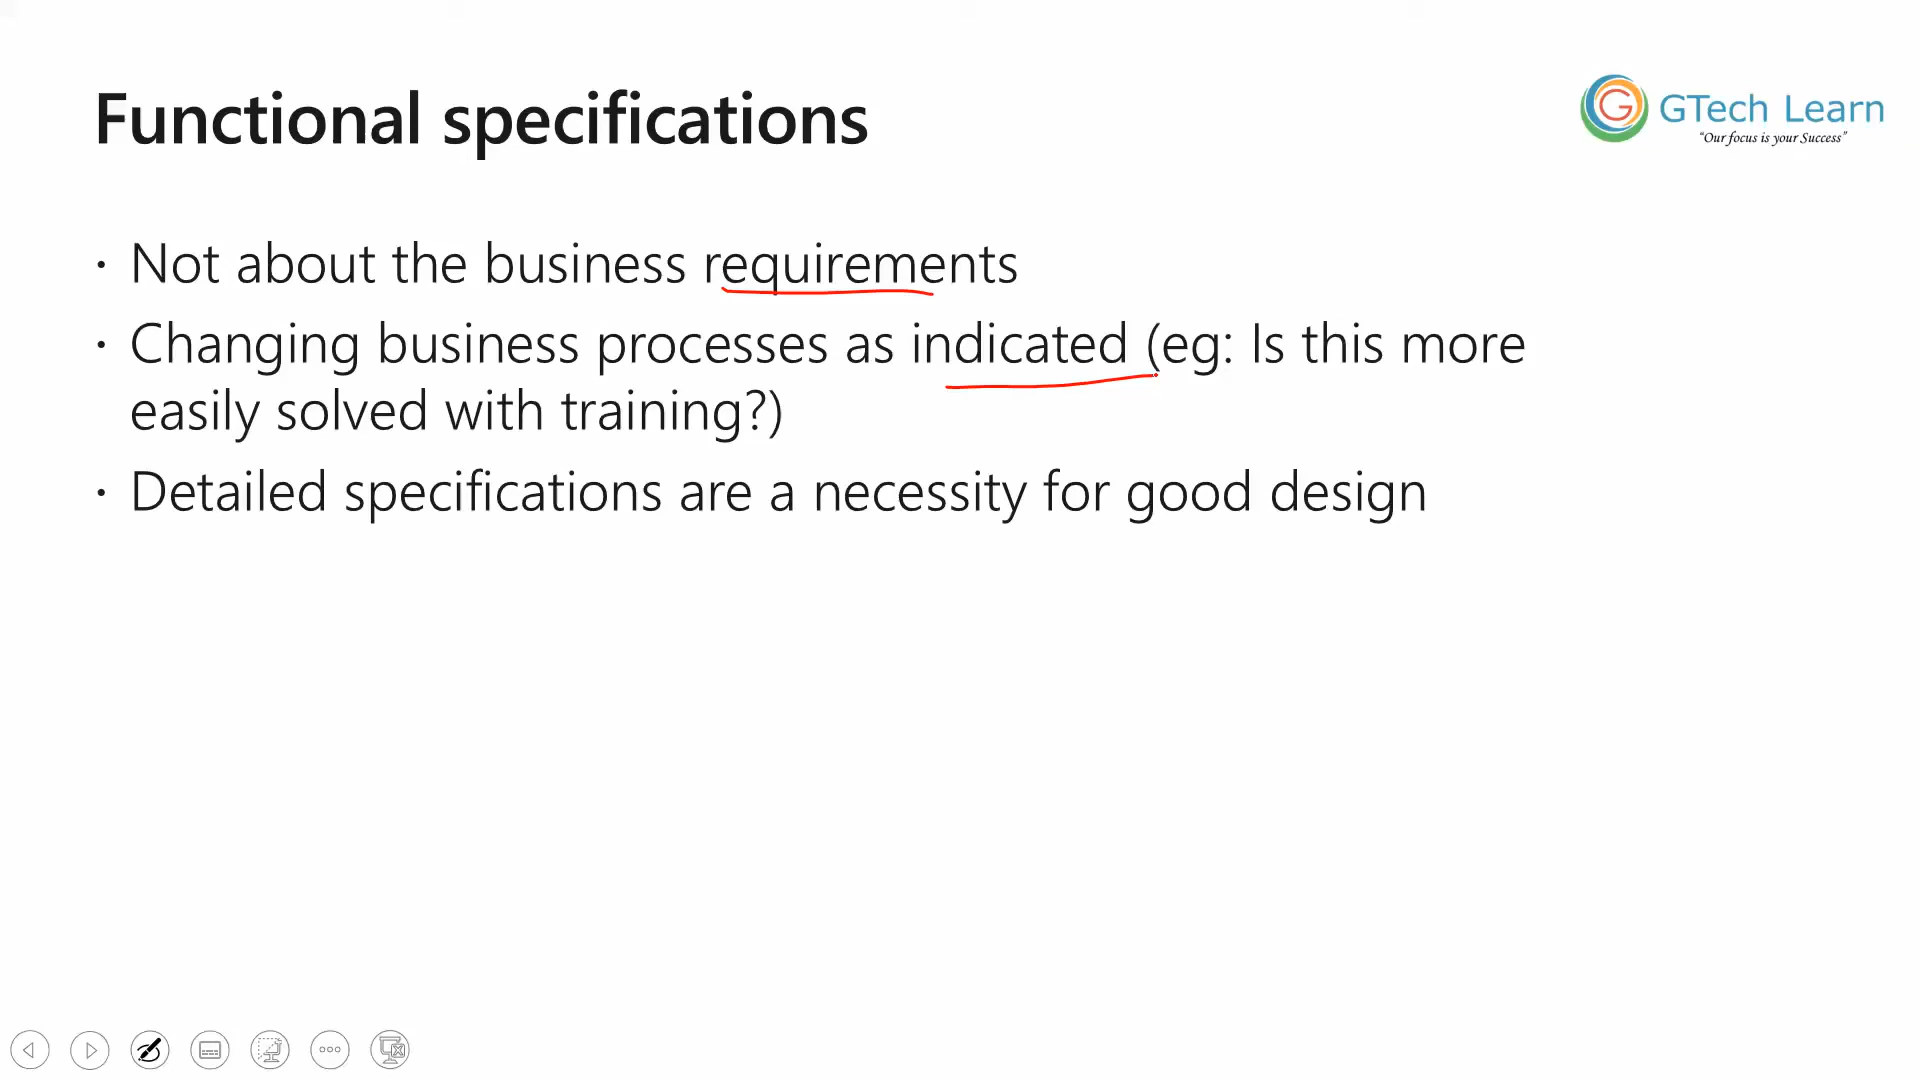 Functional specifications
GTech Learn
“Our focus is your Success”
· Not about the business requirements
· Changing business processes as indicated (eg: Is this more
easily solved with training?)
· Detailed specifications are a necessity for good design